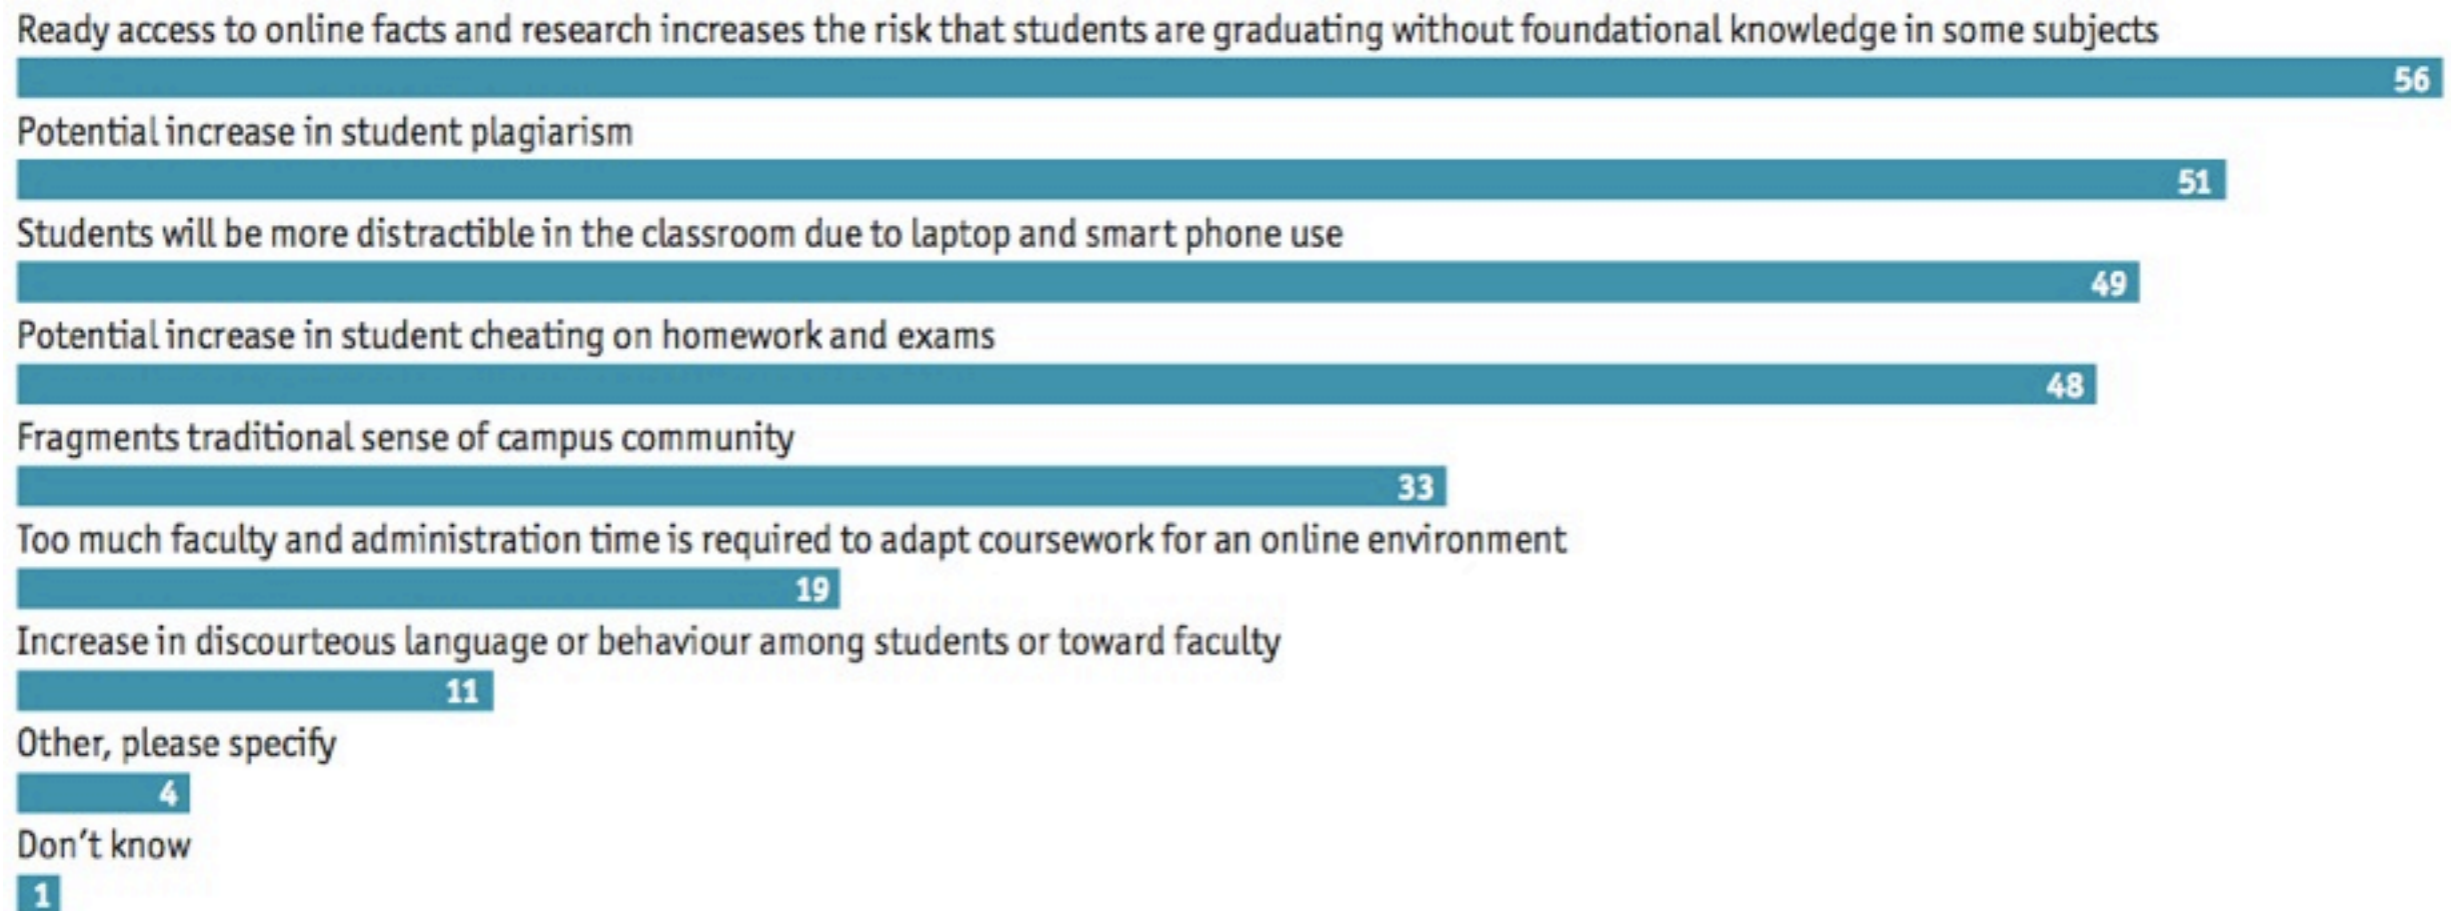 Ready access to online facts and research increases the risk that students are graduating without foundational knowledge in some subjects
56
Potential increase in student plagiarism
51
Students will be more distractible in the classroom due to laptop and smart phone use
49
Potential increase in student cheating on homework and exams
48
Fragments traditional sense of campus community
33
Too much faculty and administration time is required to adapt coursework for an online environment
19
Increase in discourteous language or behaviour among students or toward faculty
11
Other, please specify
4
Don't know
1